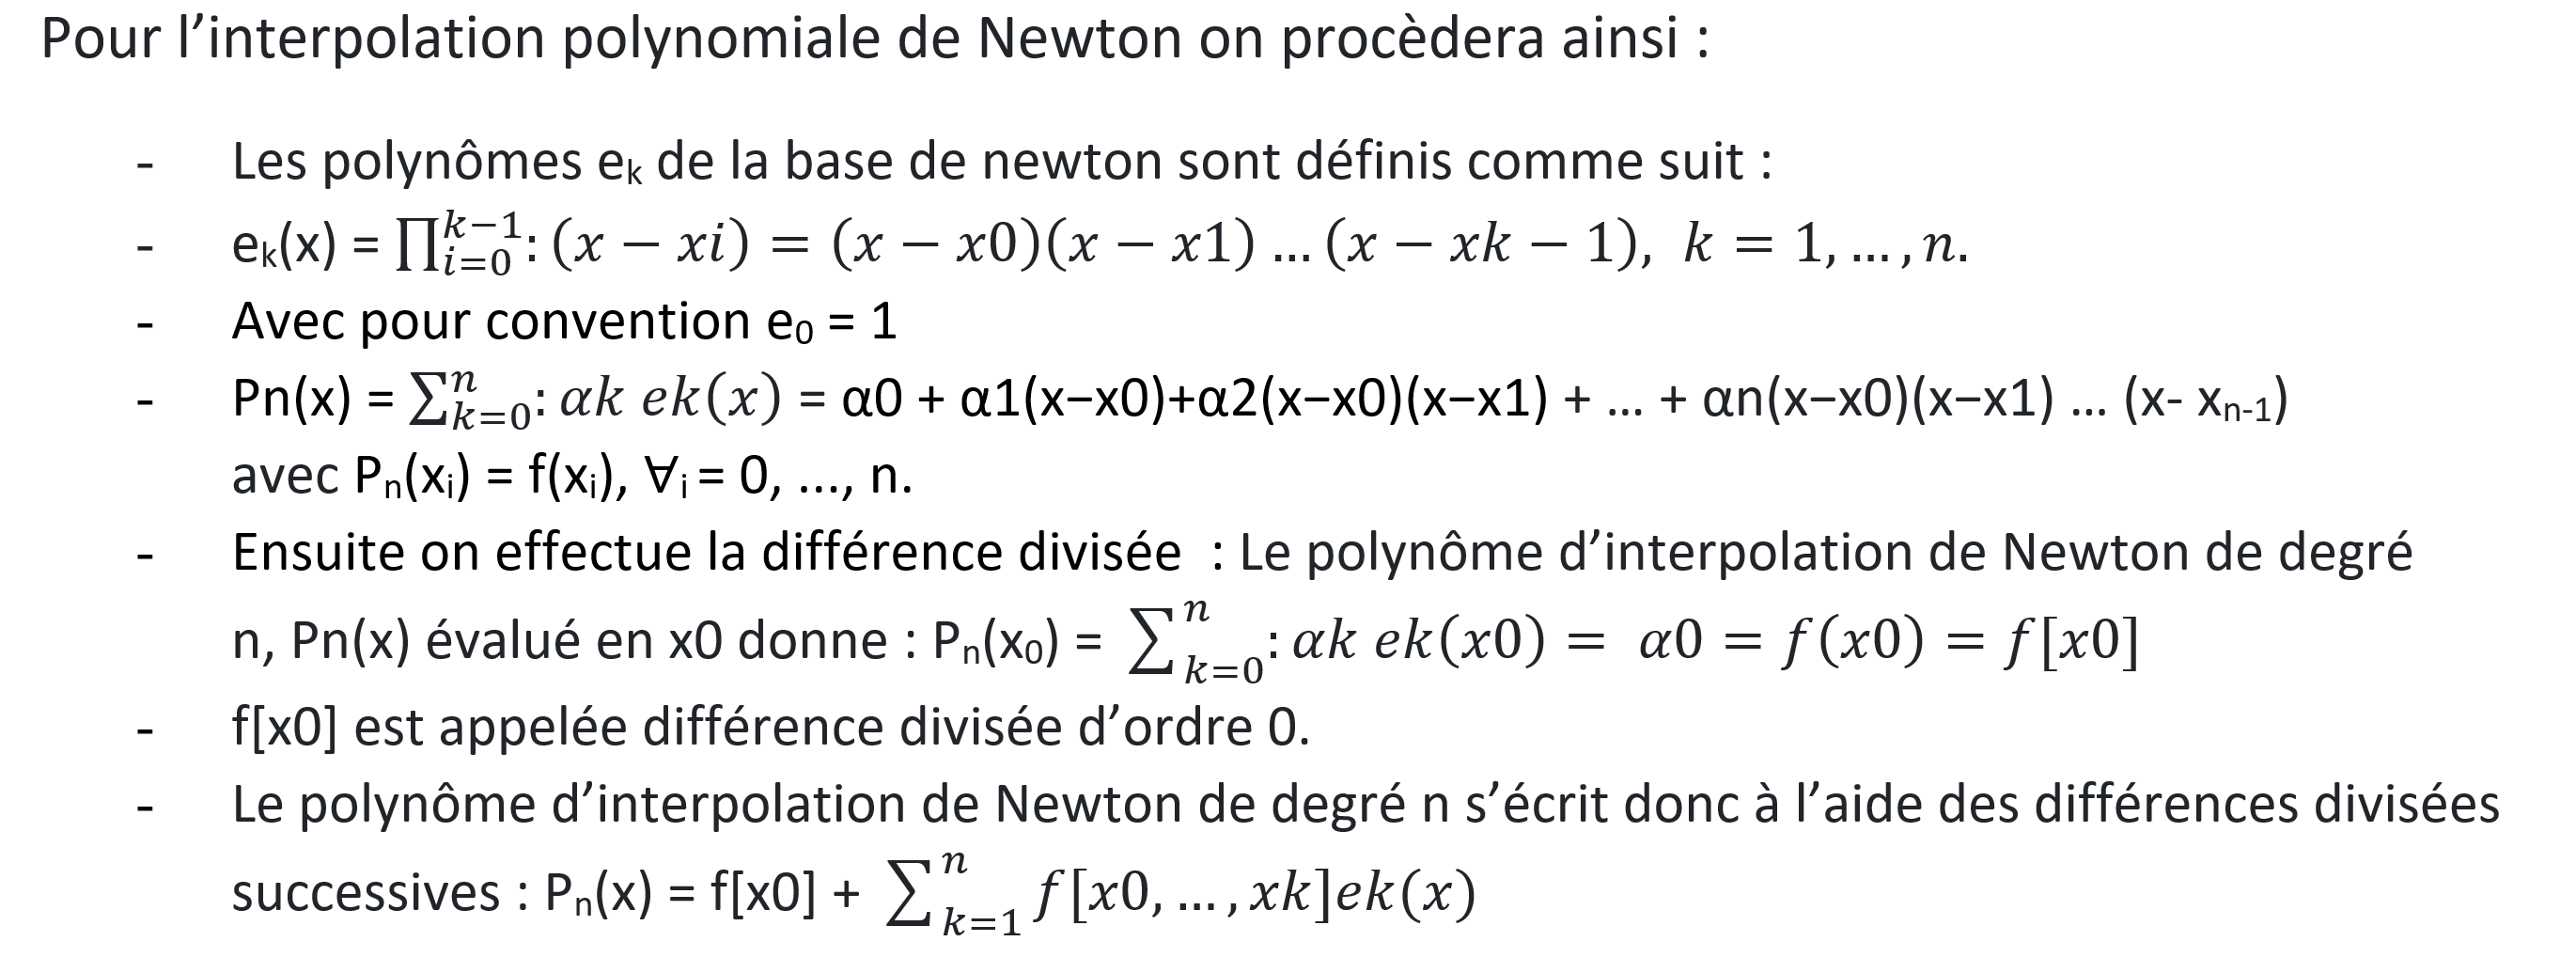 Pour l’interpolation polynomiale de Newton on procèdera ainsi :
- Les polynômes eₖ de la base de newton sont définis comme suit :
- eₖ(x) = ∏_{i=0}^{k−1}: (x − xi) = (x − x0)(x − x1) … (x − xk − 1), k = 1, … , n.
- Avec pour convention e₀ = 1
- Pn(x) = ∑_{k=0}^{n}: αk ek(x) = α0 + α1(x−x0)+α2(x−x0)(x−x1) + … + αn(x−x0)(x−x1) … (x- xₙ₋₁)
avec Pₙ(xᵢ) = f(xᵢ), ∀ᵢ = 0, ..., n.
- Ensuite on effectue la différence divisée : Le polynôme d’interpolation de Newton de degré
n, Pn(x) évalué en x0 donne : Pₙ(x₀) = ∑_{k=0}^{n}: αk ek(x0) = α0 = f(x0) = f[x0]
- f[x0] est appelée différence divisée d’ordre 0.
- Le polynôme d’interpolation de Newton de degré n s’écrit donc à l’aide des différences divisées
successives : Pₙ(x) = f[x0] + ∑_{k=1}^{n} f[x0, … , xk]ek(x)